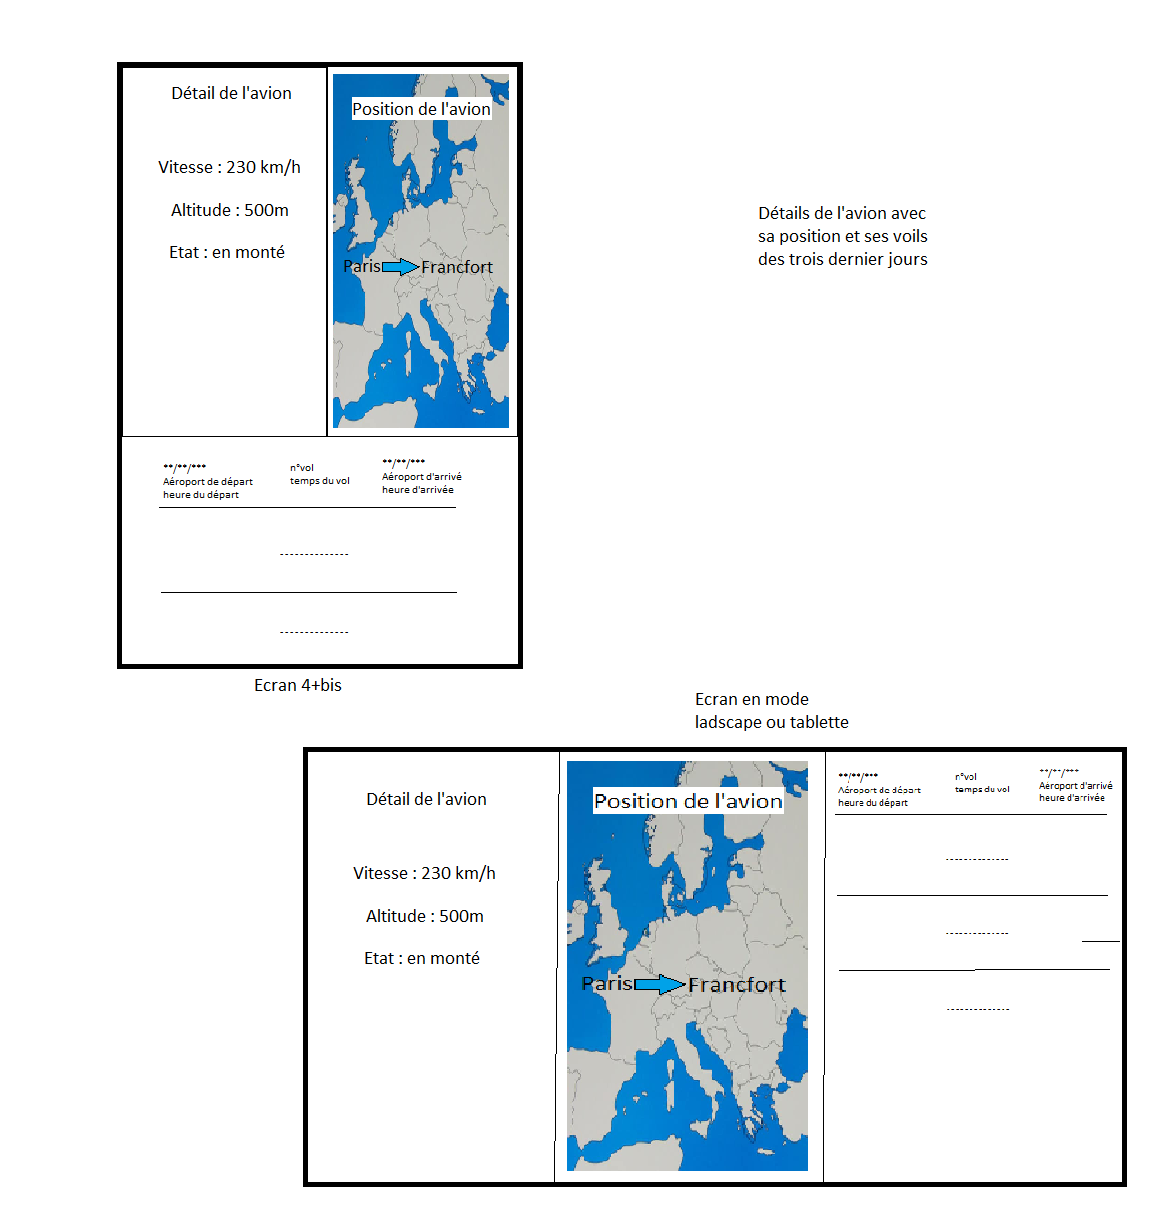 Détail de l'avion
Vitesse : 230 km/h
Altitude : 500m
Etat : en monté
Position de l'avion
Paris
Francfort
**/**/***
Aéroport de départ
heure du départ
n°vol
temps du vol
**/**/***
Aéroport d'arrivé
heure d'arrivée
--------------
--------------
Ecran 4+bis
Détails de l'avion avec
sa position et ses voils
des trois dernier jours
Ecran en mode
ladscape ou tablette
Détail de l'avion
Vitesse : 230 km/h
Altitude : 500m
Etat : en monté
Position de l'avion
Paris
Francfort
**/**/***
Aéroport de départ
heure du départ
n°vol
temps du vol
**/**/***
Aéroport d'arrivé
heure d'arrivée
--------------
--------------
--------------